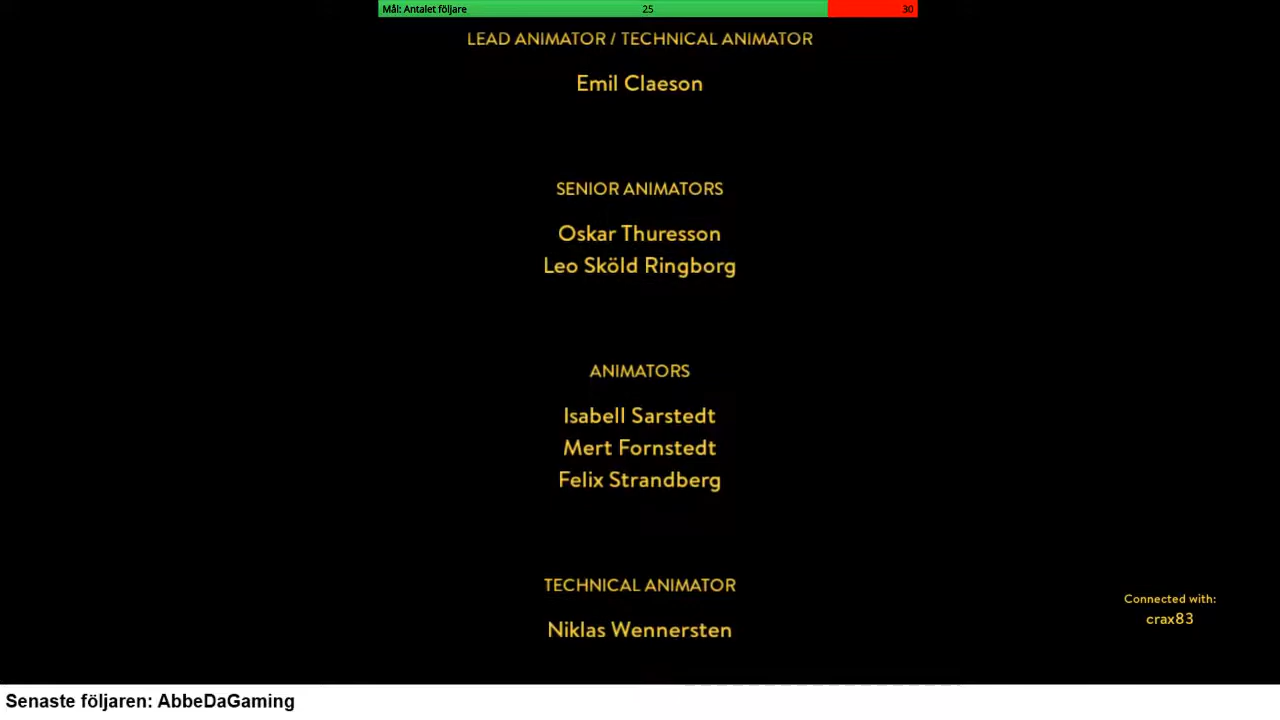 Mål: Antalet följare 25 30
LEAD ANIMATOR / TECHNICAL ANIMATOR
Emil Claeson
SENIOR ANIMATORS
Oskar Thuresson
Leo Sköld Ringborg
ANIMATORS
Isabell Sarstedt
Mert Fornstedt
Felix Strandberg
TECHNICAL ANIMATOR
Niklas Wennersten
Connected with:
crax83
Senaste följaren: AbbeDaGaming